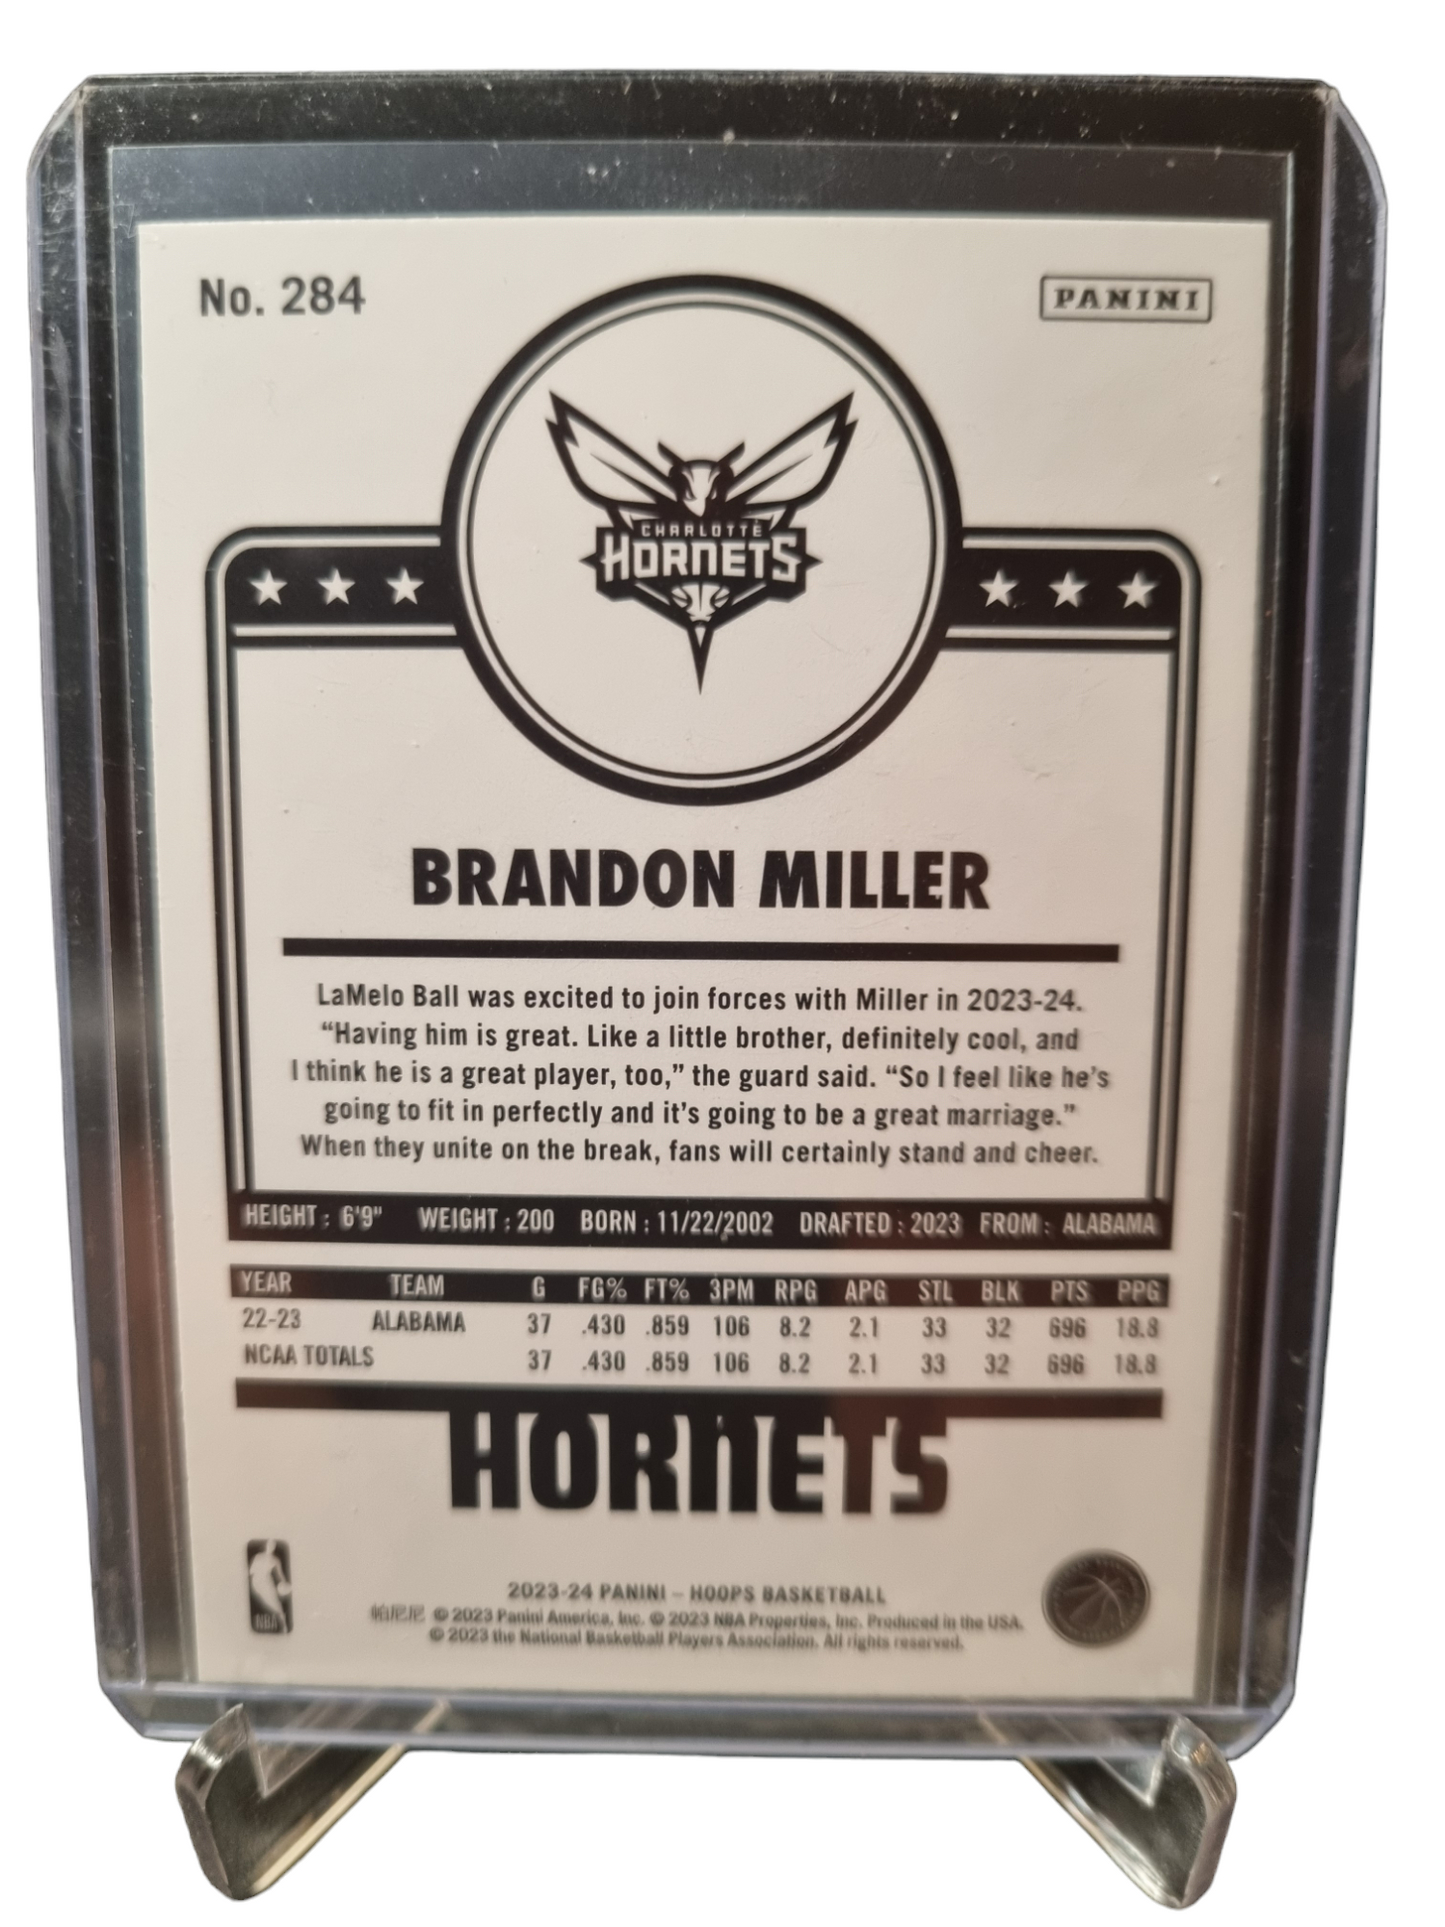 No. 284
PANINI
CHARLOTTE
HORNETS
BRANDON MILLER
LaMelo Ball was excited to join forces with Miller in 2023-24.
“Having him is great. Like a little brother, definitely cool, and
I think he is a great player, too,” the guard said. “So I feel like he’s
going to fit in perfectly and it’s going to be a great marriage.”
When they unite on the break, fans will certainly stand and cheer.
HEIGHT : 6'9" WEIGHT : 200 BORN : 11/22/2002 DRAFTED : 2023 FROM : ALABAMA
YEAR TEAM G FG% FT% 3PM RPG APG STL BLK PTS PPG
22-23 ALABAMA 37 .430 .859 106 8.2 2.1 33 32 696 18.8
NCAA TOTALS 37 .430 .859 106 8.2 2.1 33 32 696 18.8
HORNETS
NBA
2023-24 PANINI – HOOPS BASKETBALL
帕尼尼 © 2023 Panini America, Inc. © 2023 NBA Properties, Inc. Produced in the USA.
© 2023 the National Basketball Players Association. All rights reserved.